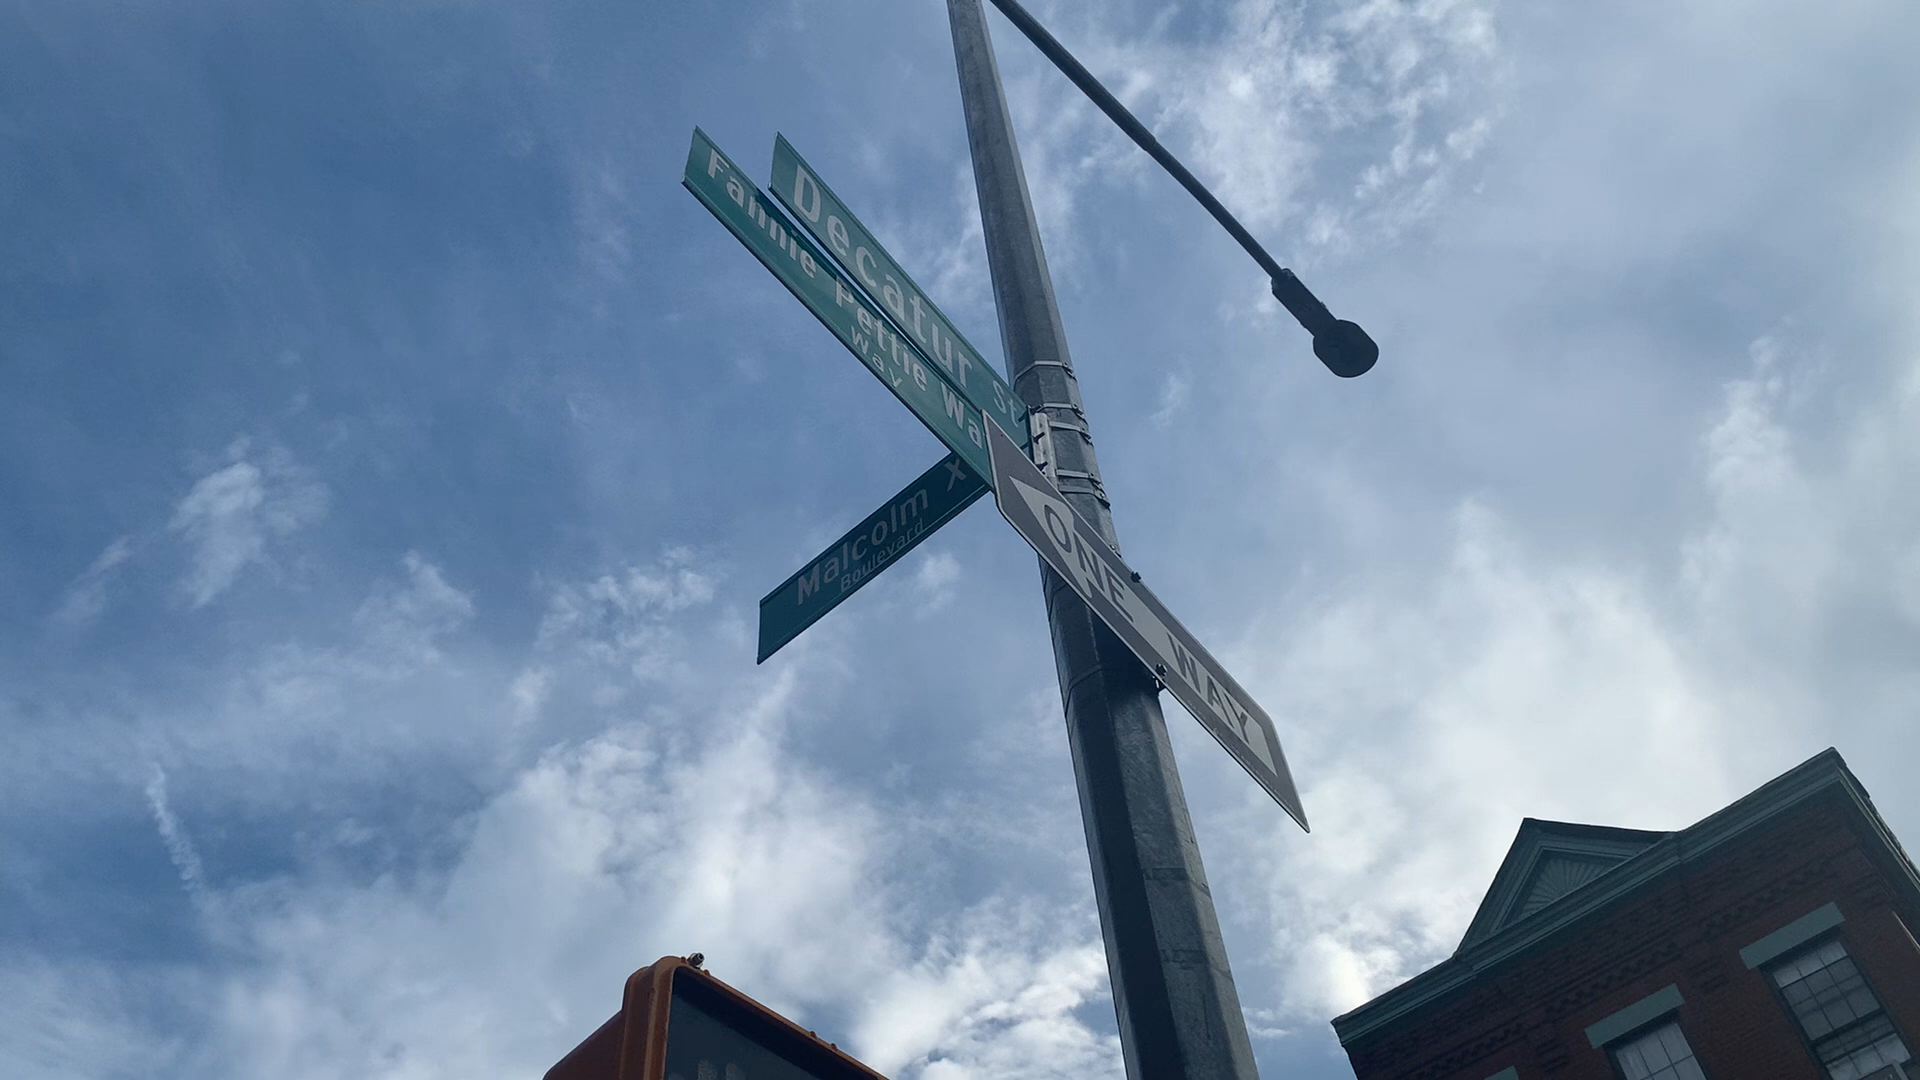 Decatur St
Fannie Pettie Wa
Way
Malcolm X
Boulevard
ONE WAY